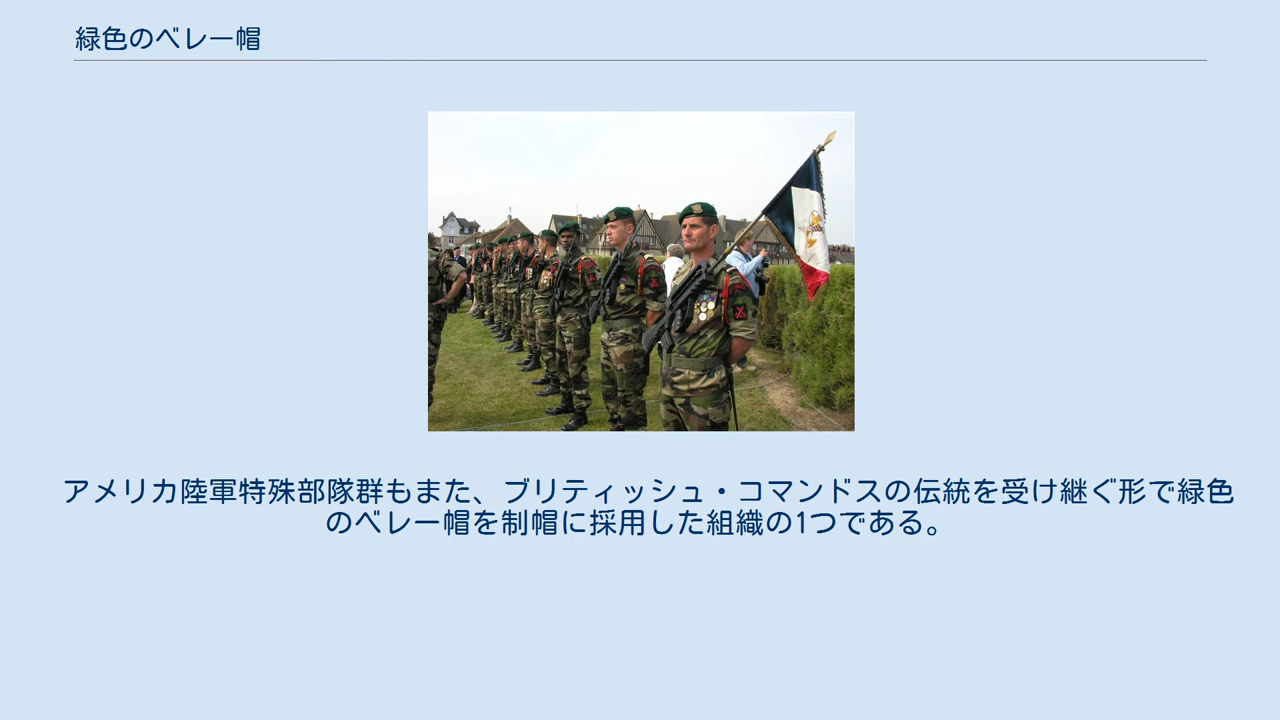 緑色のベレー帽
アメリカ陸軍特殊部隊群もまた、ブリティッシュ・コマンドスの伝統を受け継ぐ形で緑色
のベレー帽を制帽に採用した組織の1つである。